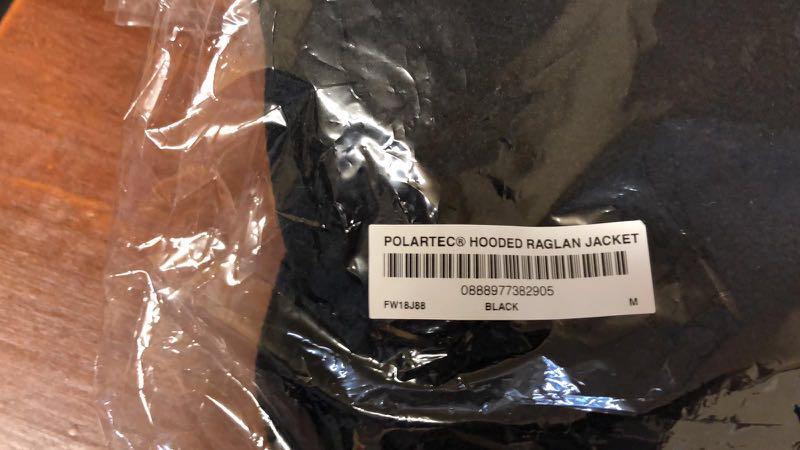 POLARTEC® HOODED RAGLAN JACKET
0888977382905
FW18J88 BLACK M